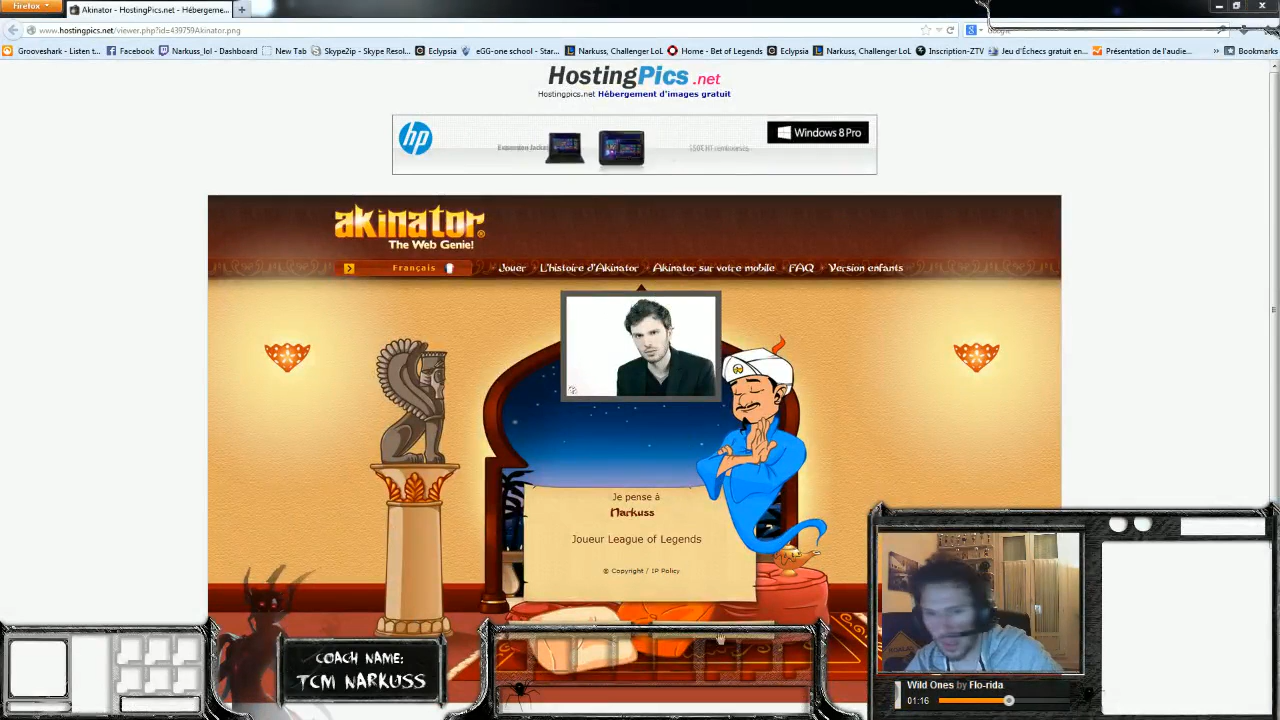 Firefox
Akinator - HostingPics.net - Hébergeme...
www.hostingpics.net/viewer.php?id=439759Akinator.png
Google
Grooveshark - Listen t...
Facebook
Narkuss_lol - Dashboard
New Tab
Skype2zip - Skype Resol...
Eclypsia
eGG-one school - Star...
Narkuss, Challenger LoL
Home - Bet of Legends
Eclypsia
Narkuss, Challenger LoL
Inscription-ZTV
Jeu d'Échecs gratuit en...
Présentation de l'audie...
Bookmarks
HostingPics.net
Hostingpics.net Hébergement d'images gratuit
hp
Windows 8 Pro
akinator®
The Web Genie!
Français
Jouer
L'histoire d'Akinator
Akinator sur votre mobile
FAQ
Version enfants
Je pense à
Narkuss
Joueur League of Legends
© Copyright / IP Policy
COACH NAME:
TCM NARKUSS
Wild Ones by Flo-rida
01:16